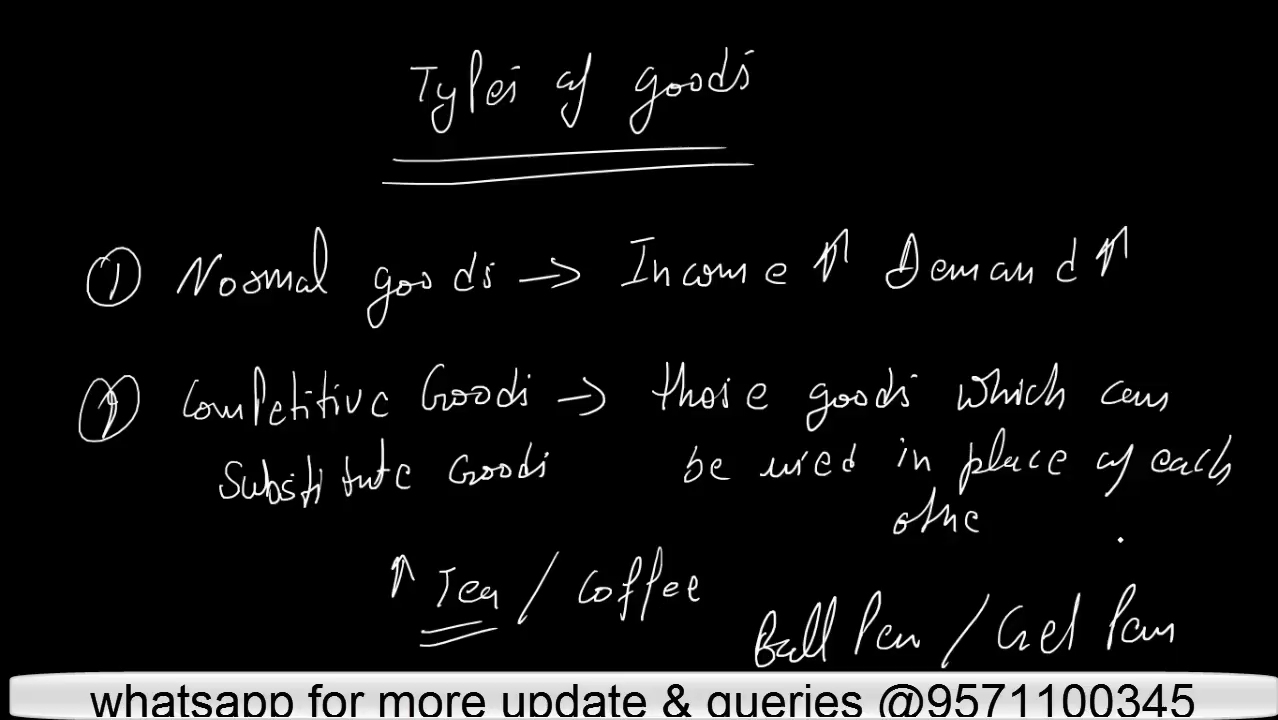 Types of goods
① Normal goods → Income ↑ Demand ↑
② Competitive Goods → those goods which can
Substitute Goods be used in place of each
othe
↑ Tea / Coffee
Ball Pen / Gel Pen
whatsapp for more update & queries @9571100345